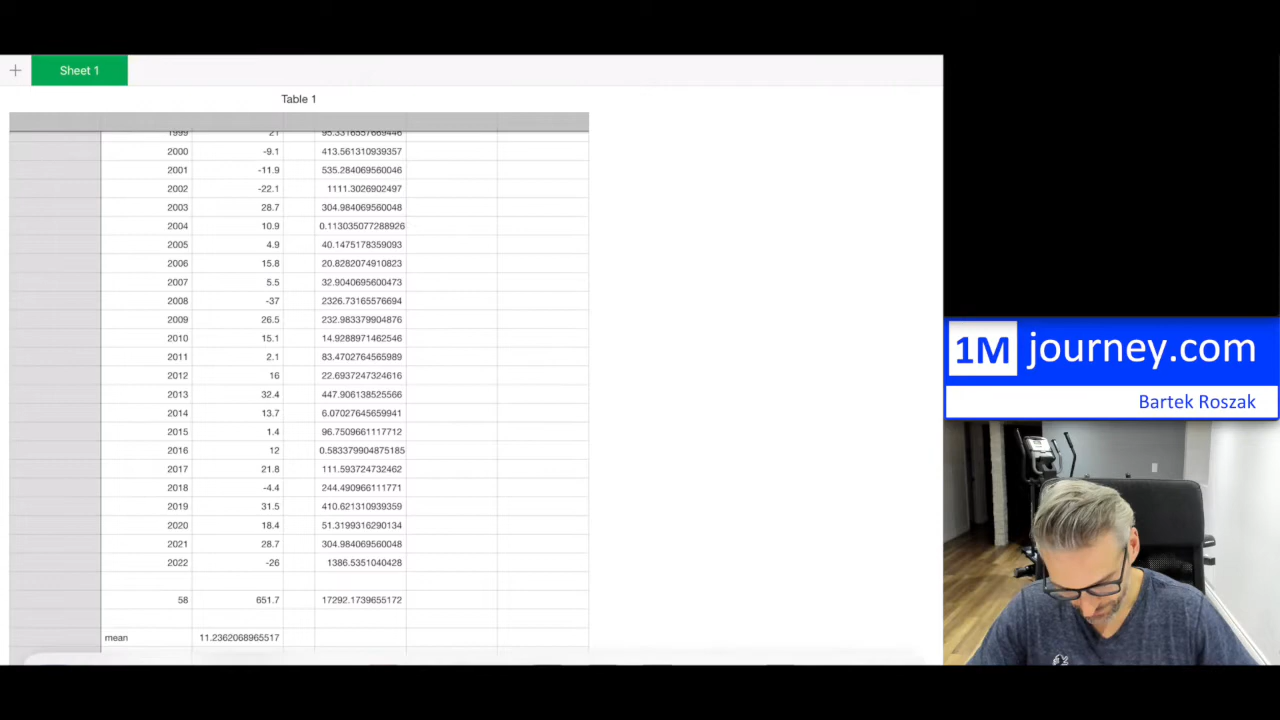 Sheet 1
Table 1
1999 21 95.3316557669446
2000 -9.1 413.561310939357
2001 -11.9 535.284069560046
2002 -22.1 1111.3026902497
2003 28.7 304.984069560048
2004 10.9 0.113035077288926
2005 4.9 40.1475178359093
2006 15.8 20.8282074910823
2007 5.5 32.9040695600473
2008 -37 2326.73165576694
2009 26.5 232.983379904876
2010 15.1 14.9288971462546
2011 2.1 83.4702764565989
2012 16 22.6937247324616
2013 32.4 447.906138525566
2014 13.7 6.07027645659941
2015 1.4 96.7509661117712
2016 12 0.583379904875185
2017 21.8 111.593724732462
2018 -4.4 244.490966111771
2019 31.5 410.621310939359
2020 18.4 51.3199316290134
2021 28.7 304.984069560048
2022 -26 1386.5351040428
58 651.7 17292.1739655172
mean 11.2362068965517
1M journey.com
Bartek Roszak